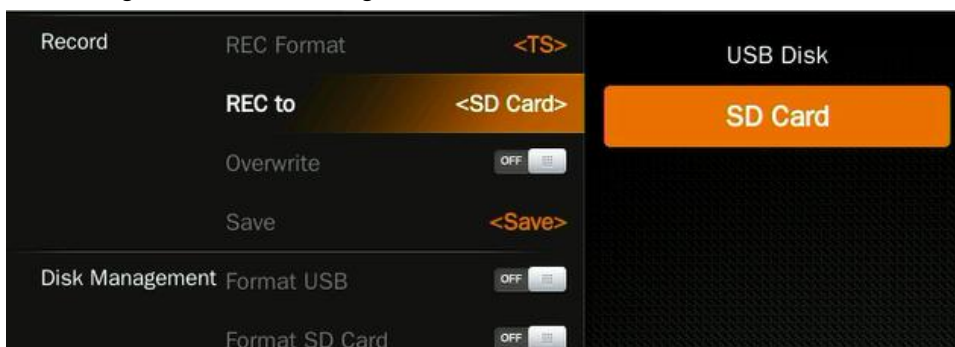 Record REC Format <TS>
USB Disk
REC to <SD Card>
SD Card
Overwrite OFF
Save <Save>
Disk Management Format USB OFF
Format SD Card OFF